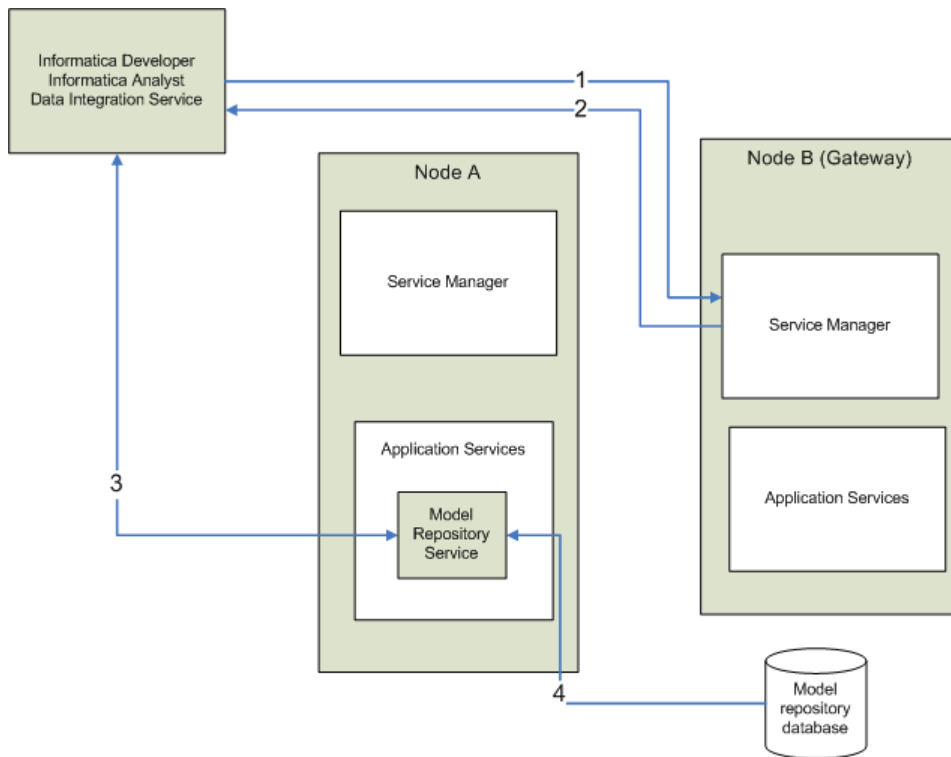 Informatica Developer
Informatica Analyst
Data Integration Service
1
2
Node A
Node B (Gateway)
Service Manager
Service Manager
Application Services
Application Services
3
Model
Repository
Service
4
Model
repository
database